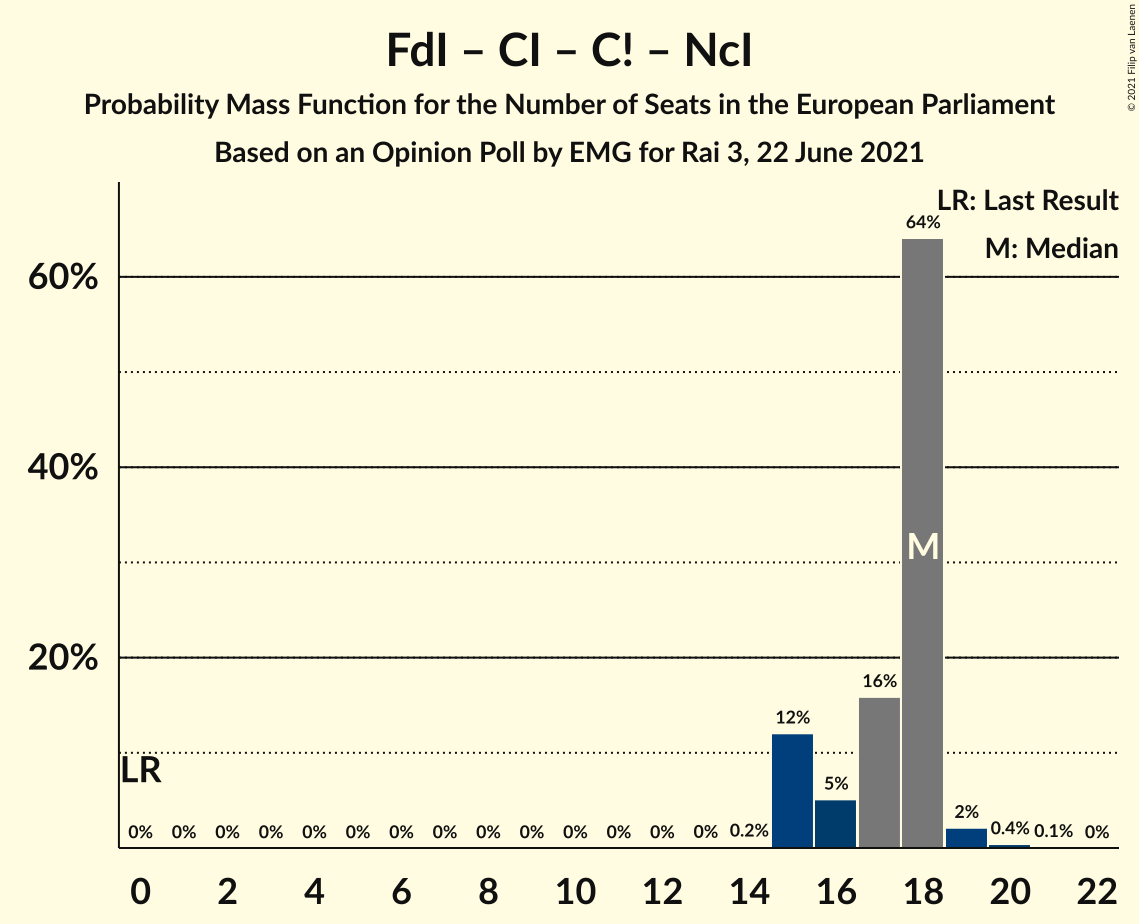 FdI – CI – C! – NcI
Probability Mass Function for the Number of Seats in the European Parliament
Based on an Opinion Poll by EMG for Rai 3, 22 June 2021
© 2021 Filip van Laenen
LR: Last Result
M: Median
60%
40%
20%
LR
M
0% 0% 0% 0% 0% 0% 0% 0% 0% 0% 0% 0% 0% 0% 0.2% 12% 5% 16% 64% 2% 0.4% 0.1% 0%
0 2 4 6 8 10 12 14 16 18 20 22